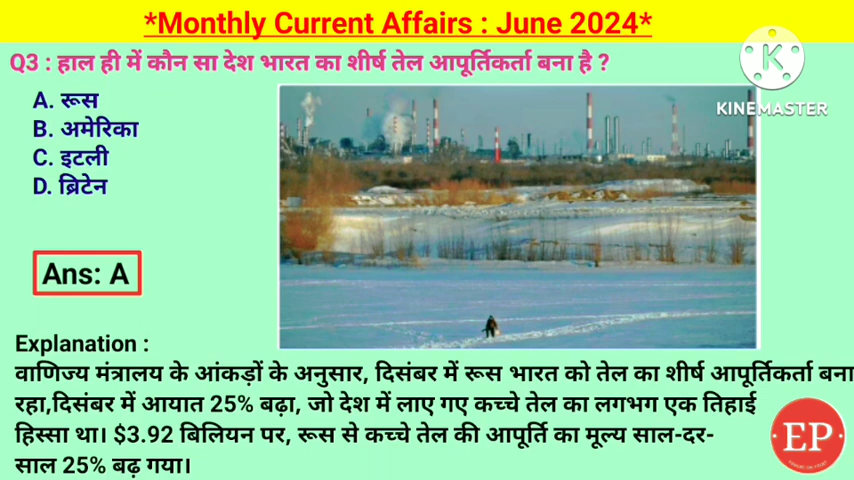 *Monthly Current Affairs : June 2024*
Q3 : हाल ही में कौन सा देश भारत का शीर्ष तेल आपूर्तिकर्ता बना है ?
A. रूस
B. अमेरिका
C. इटली
D. ब्रिटेन
K
KINEMASTER
Ans: A
Explanation :
वाणिज्य मंत्रालय के आंकड़ों के अनुसार, दिसंबर में रूस भारत को तेल का शीर्ष आपूर्तिकर्ता बना
रहा,दिसंबर में आयात 25% बढ़ा, जो देश में लाए गए कच्चे तेल का लगभग एक तिहाई
हिस्सा था। $3.92 बिलियन पर, रूस से कच्चे तेल की आपूर्ति का मूल्य साल-दर-
साल 25% बढ़ गया।
EP